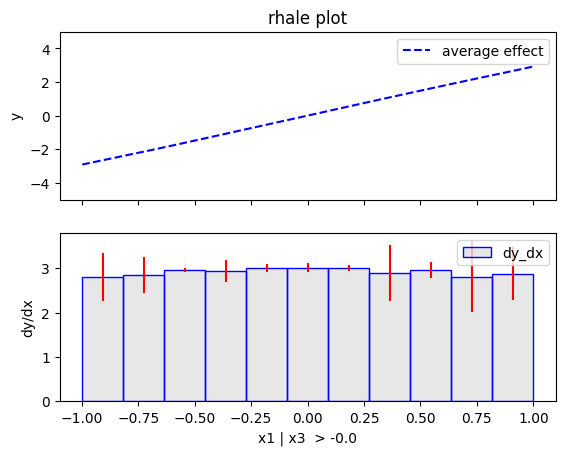 rhale plot
average effect
4
2
0
−2
−4
y
dy_dx
3
2
1
0
dy/dx
−1.00 −0.75 −0.50 −0.25 0.00 0.25 0.50 0.75 1.00
x1 | x3  > -0.0